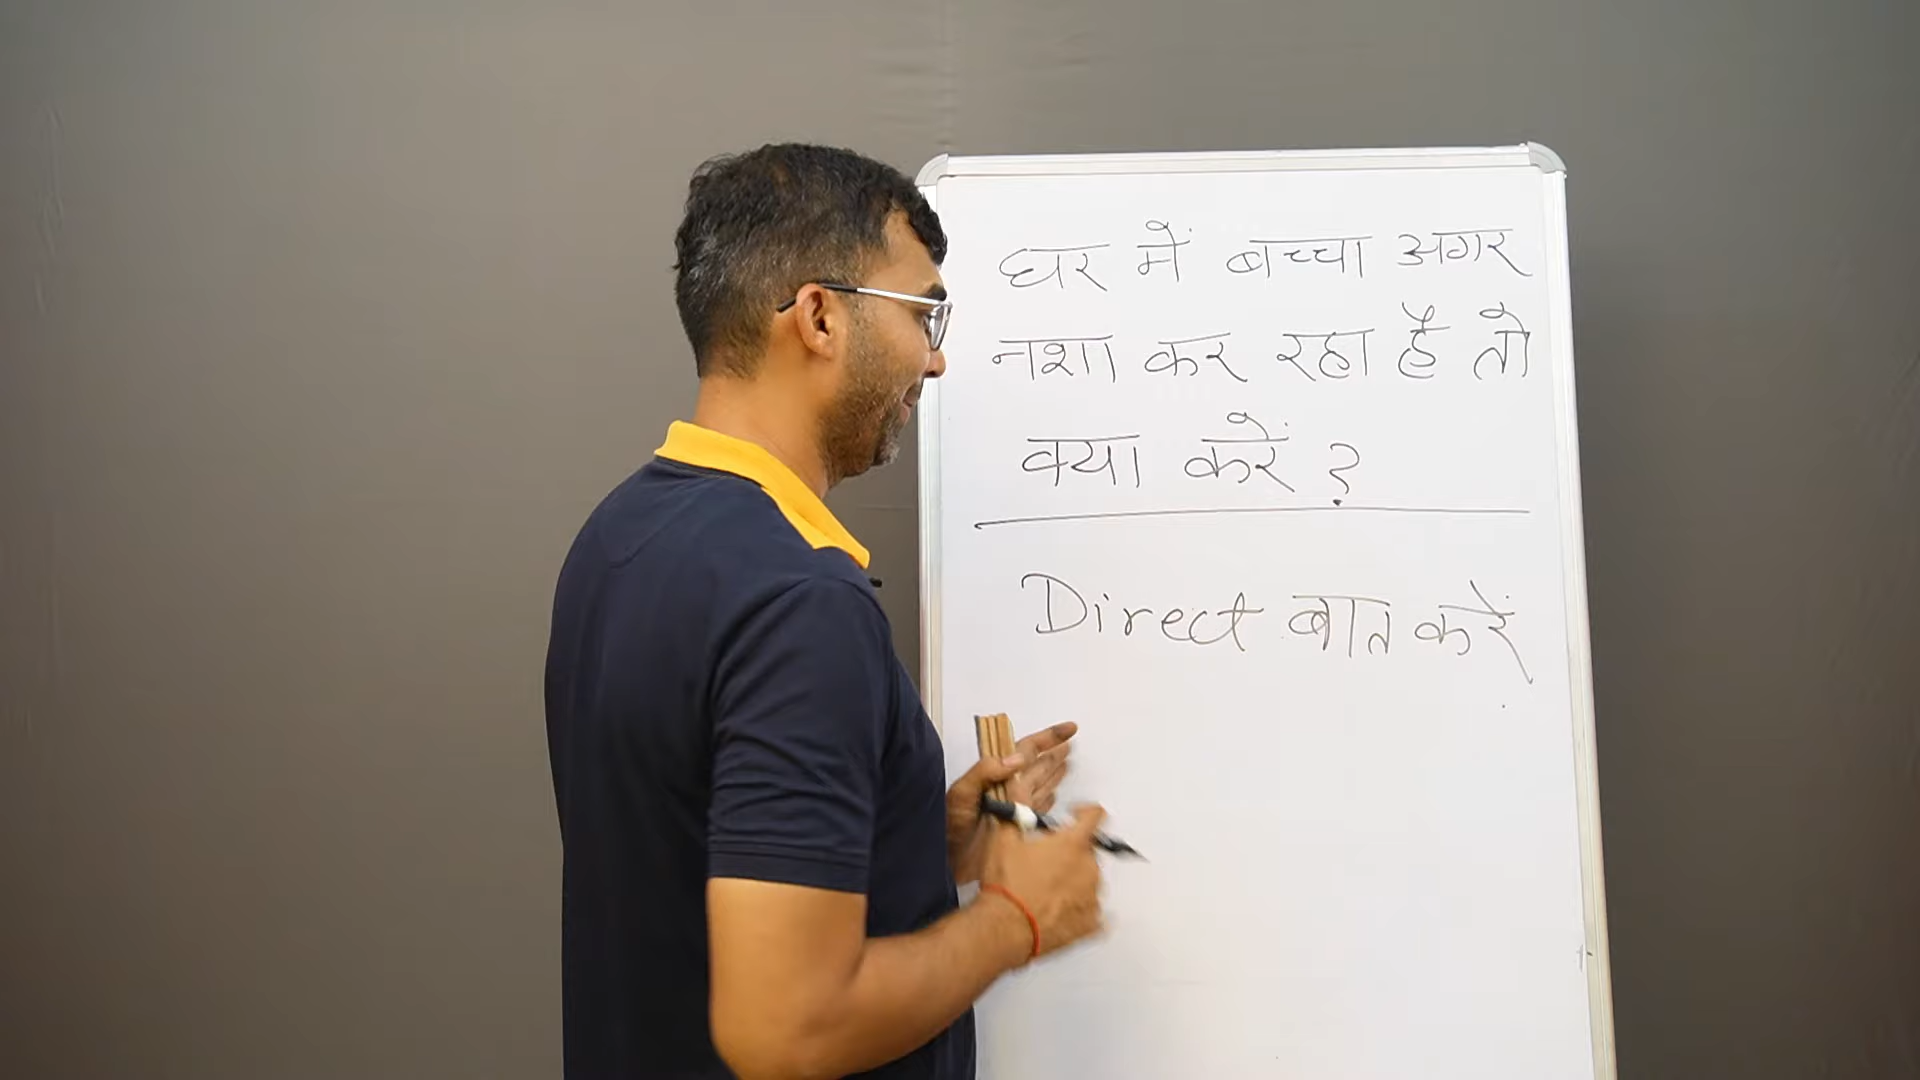 घर में बच्चा अगर
नशा कर रहा है तो
क्या करें ?
Direct बात करें